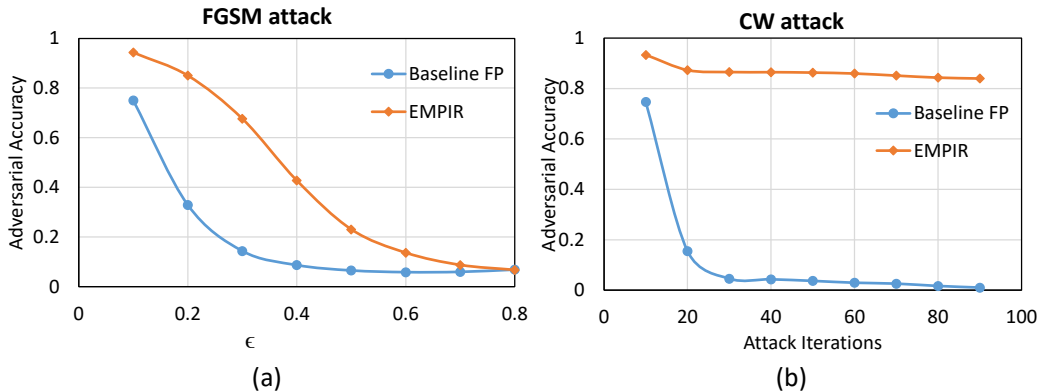 FGSM attack
Adversarial Accuracy
1
0.8
0.6
0.4
0.2
0
0
0.2
0.4
0.6
0.8
ϵ
Baseline FP
EMPIR
(a)
CW attack
Adversarial Accuracy
1
0.8
0.6
0.4
0.2
0
0
20
40
60
80
100
Attack Iterations
Baseline FP
EMPIR
(b)